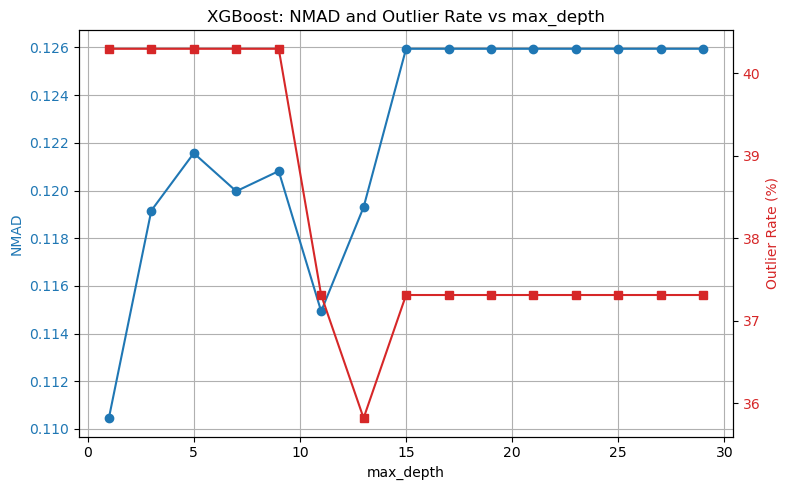 XGBoost: NMAD and Outlier Rate vs max_depth
0.126
0.124
0.122
0.120
0.118
0.116
0.114
0.112
0.110
NMAD
40
39
38
37
36
Outlier Rate (%)
0 5 10 15 20 25 30
max_depth